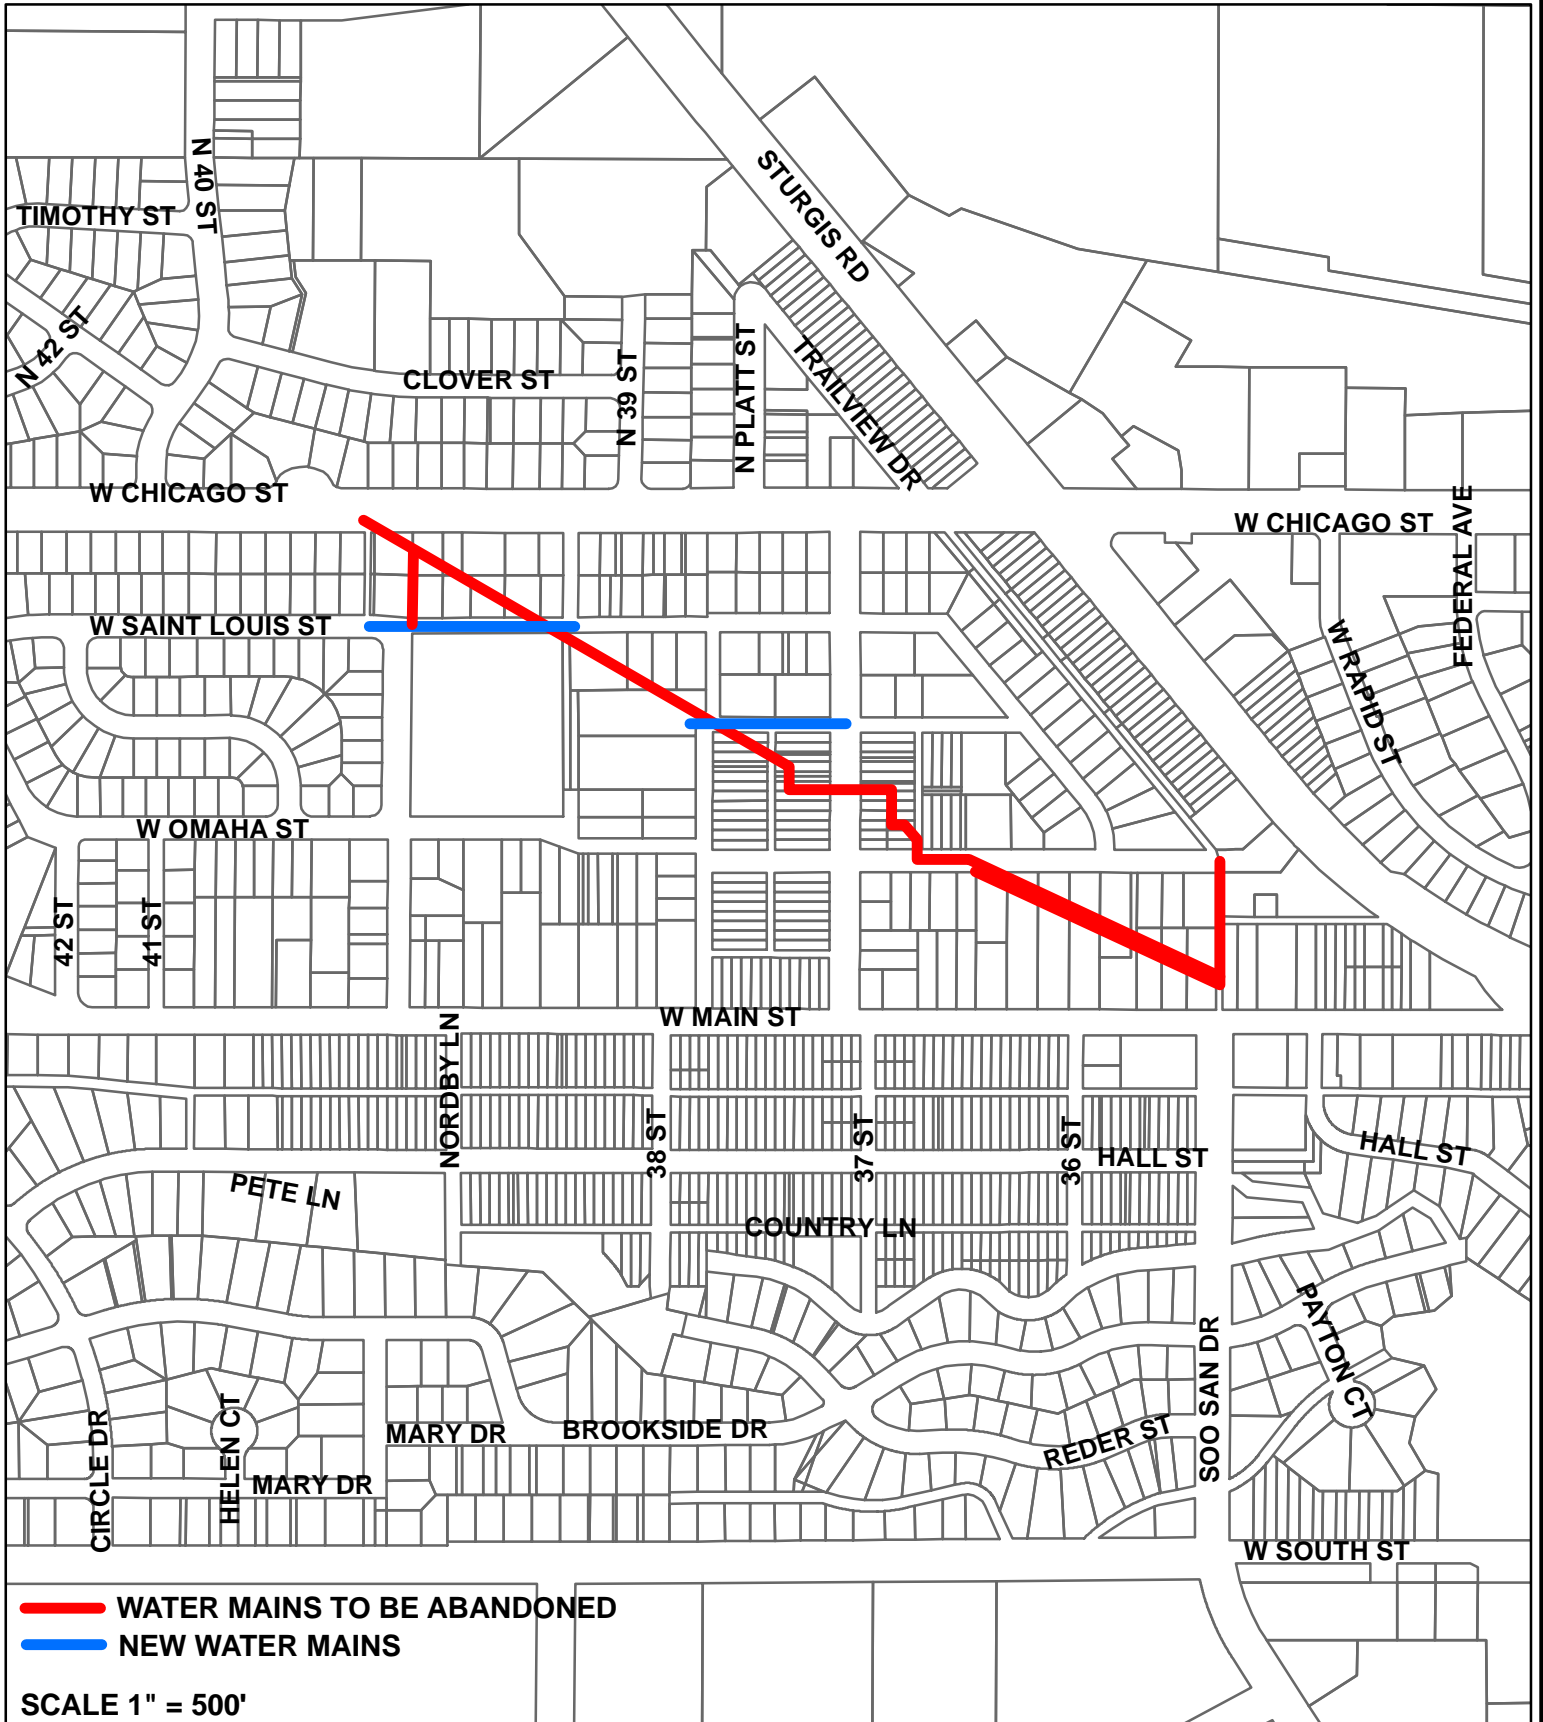 N 40 ST
STURGIS RD
TIMOTHY ST
N 42 ST
CLOVER ST
N 39 ST
N PLATT ST
TRAILVIEW DR
W CHICAGO ST
W CHICAGO ST
FEDERAL AVE
W SAINT LOUIS ST
W RAPID ST
W OMAHA ST
42 ST
41 ST
W MAIN ST
NORDBY LN
38 ST
37 ST
36 ST
HALL ST
HALL ST
PETE LN
COUNTRY LN
PAYTON CT
SOO SAN DR
CIRCLE DR
HELEN CT
MARY DR
BROOKSIDE DR
REDER ST
MARY DR
W SOUTH ST
WATER MAINS TO BE ABANDONED
NEW WATER MAINS
SCALE 1" = 500'